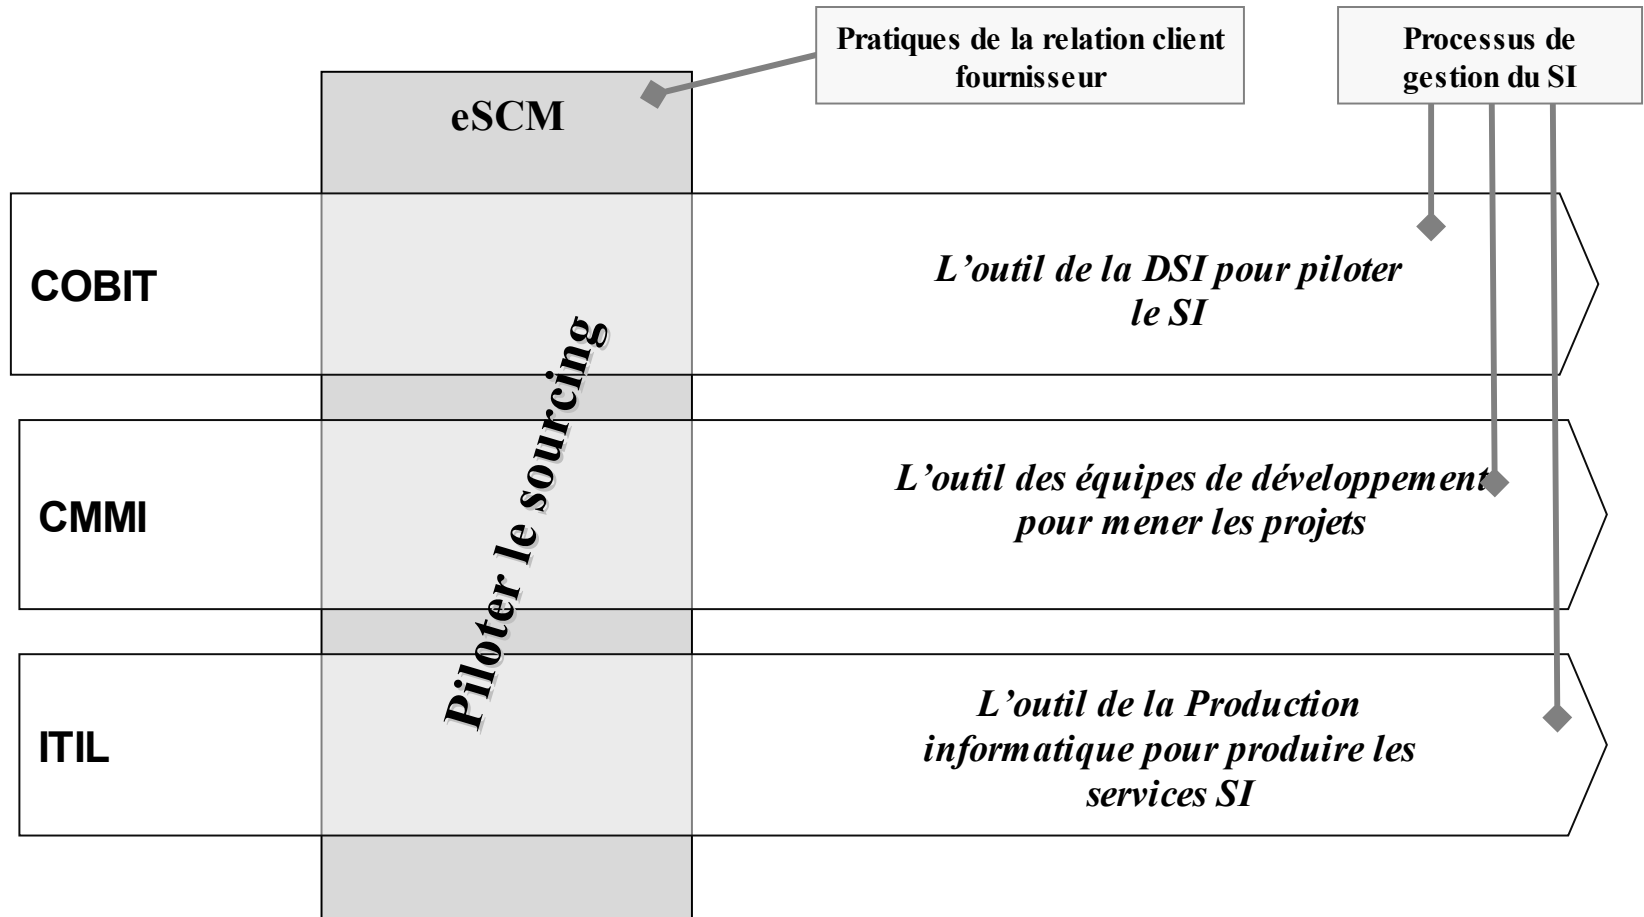 Pratiques de la relation client
fournisseur
Processus de
gestion du SI
eSCM
COBIT
L’outil de la DSI pour piloter
le SI
Piloter le sourcing
CMMI
L’outil des équipes de développement
pour mener les projets
ITIL
L’outil de la Production
informatique pour produire les
services SI